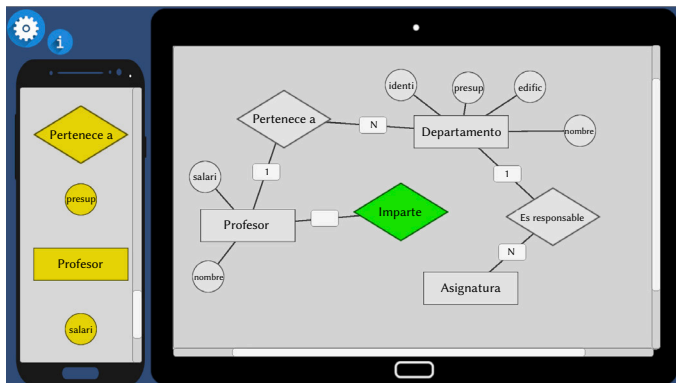 i
Pertenece a
presup
Profesor
salari
identi
presup
edific
Pertenece a
N
Departamento
nombre
1
1
salari
Imparte
Profesor
Es responsable
N
nombre
Asignatura